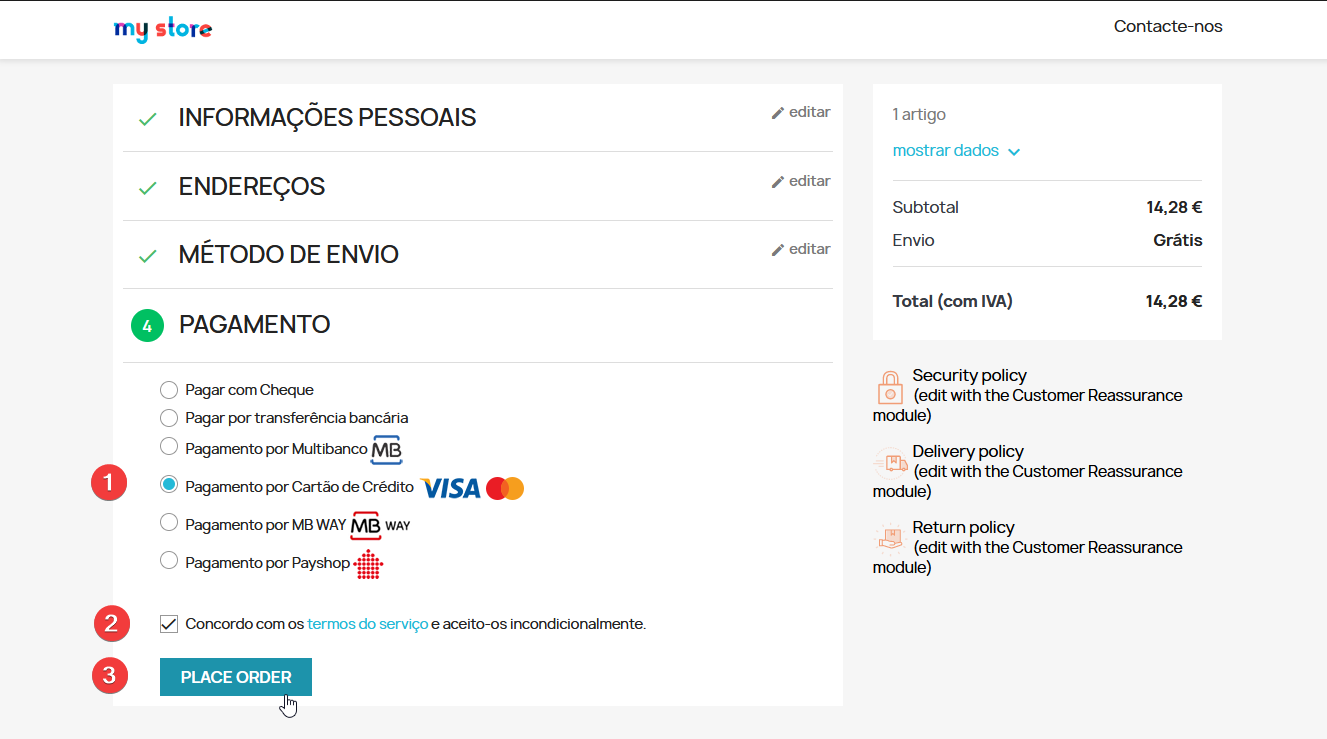 my store
Contacte-nos
INFORMAÇÕES PESSOAIS
editar
ENDEREÇOS
editar
MÉTODO DE ENVIO
editar
4 PAGAMENTO
Pagar com Cheque
Pagar por transferência bancária
Pagamento por Multibanco MB
1 Pagamento por Cartão de Crédito VISA
Pagamento por MB WAY MB WAY
Pagamento por Payshop
2 Concordo com os termos do serviço e aceito-os incondicionalmente.
3 PLACE ORDER
1 artigo
mostrar dados
Subtotal 14,28 €
Envio Grátis
Total (com IVA) 14,28 €
Security policy
(edit with the Customer Reassurance
module)
Delivery policy
(edit with the Customer Reassurance
module)
Return policy
(edit with the Customer Reassurance
module)